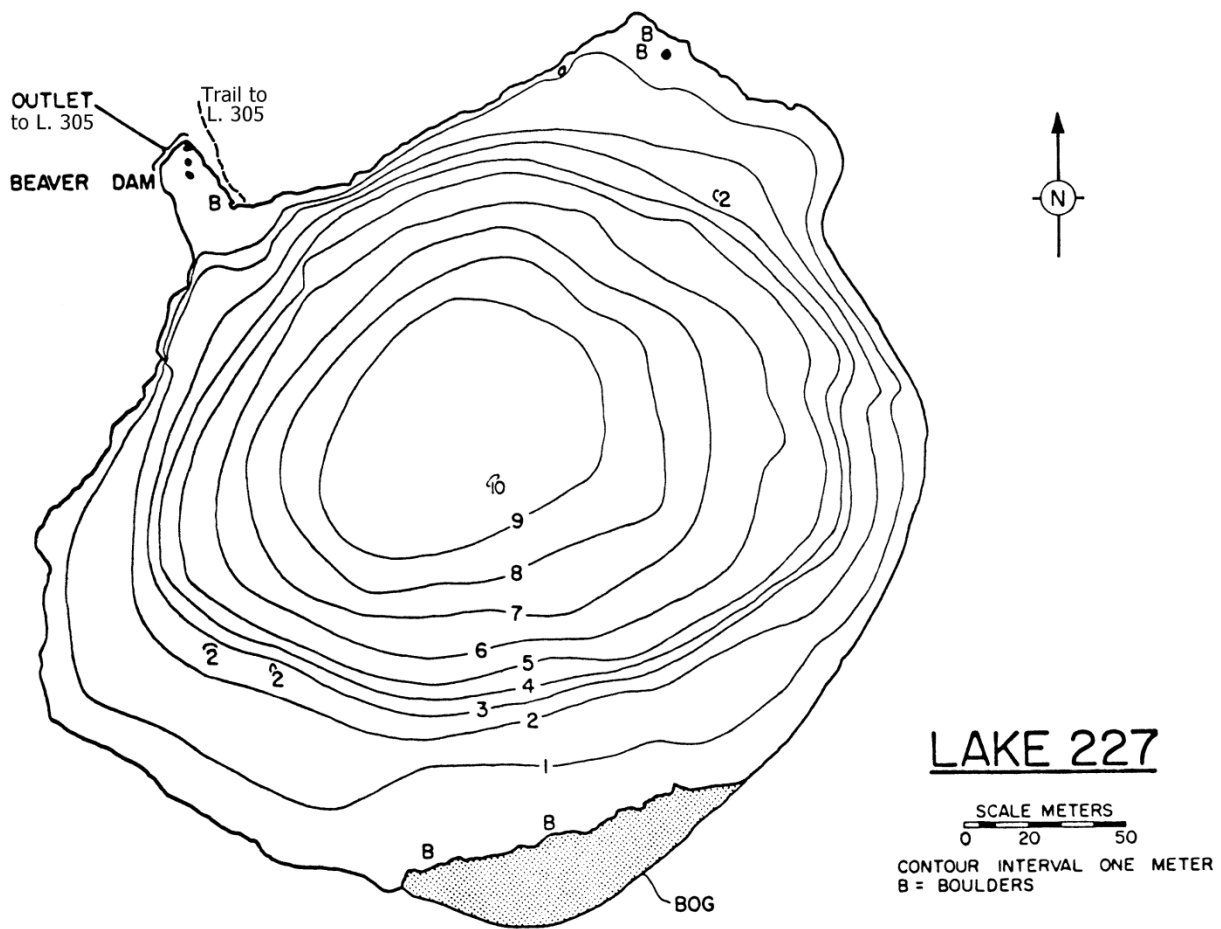 B
B
OUTLET
to L. 305
Trail to
L. 305
BEAVER DAM
B
N
2
10
9
8
7
6
5
4
3
2
1
2
2
B
B
BOG
LAKE 227
SCALE METERS
0 20 50
CONTOUR INTERVAL ONE METER
B = BOULDERS